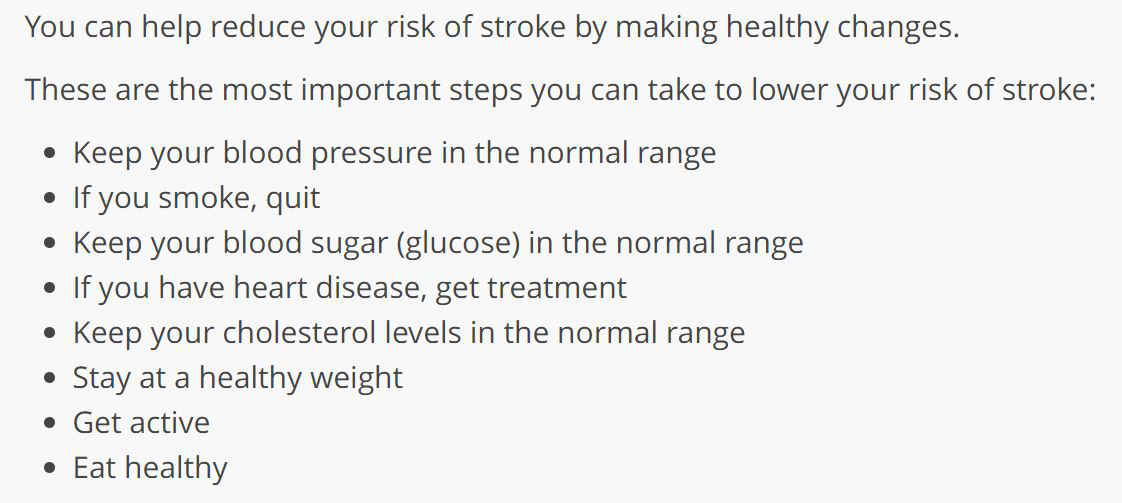 You can help reduce your risk of stroke by making healthy changes.
These are the most important steps you can take to lower your risk of stroke:
• Keep your blood pressure in the normal range
• If you smoke, quit
• Keep your blood sugar (glucose) in the normal range
• If you have heart disease, get treatment
• Keep your cholesterol levels in the normal range
• Stay at a healthy weight
• Get active
• Eat healthy